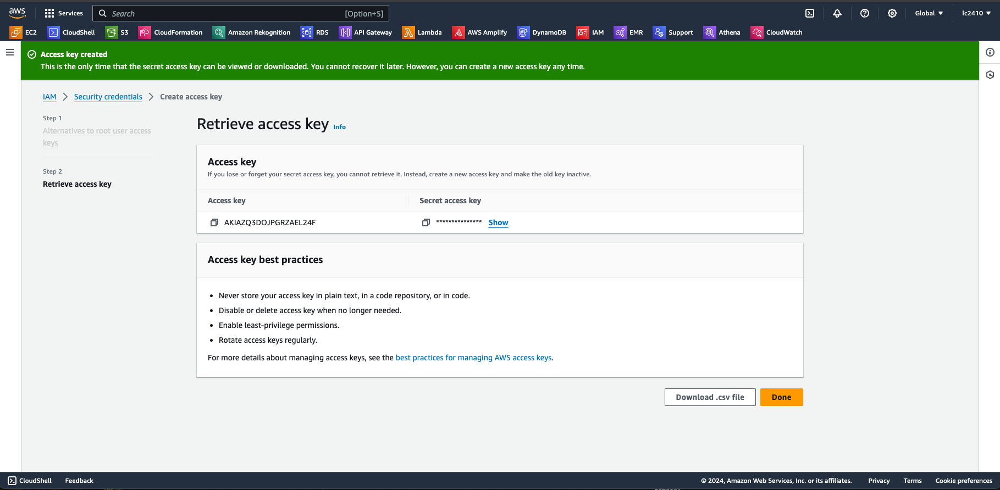 aws
Services
Search
[Option+S]
Global
lc2410
EC2
CloudShell
S3
CloudFormation
Amazon Rekognition
RDS
API Gateway
Lambda
AWS Amplify
DynamoDB
IAM
EMR
Support
Athena
CloudWatch
Access key created
This is the only time that the secret access key can be viewed or downloaded. You cannot recover it later. However, you can create a new access key any time.
IAM
Security credentials
Create access key
Step 1
Alternatives to root user access
keys
Step 2
Retrieve access key
Retrieve access key Info
Access key
If you lose or forget your secret access key, you cannot retrieve it. Instead, create a new access key and make the old key inactive.
Access key
Secret access key
AKIAZQ3DOJPGRZAEL24F
*************** Show
Access key best practices
• Never store your access key in plain text, in a code repository, or in code.
• Disable or delete access key when no longer needed.
• Enable least-privilege permissions.
• Rotate access keys regularly.
For more details about managing access keys, see the best practices for managing AWS access keys.
Download .csv file
Done
CloudShell
Feedback
© 2024, Amazon Web Services, Inc. or its affiliates.
Privacy
Terms
Cookie preferences